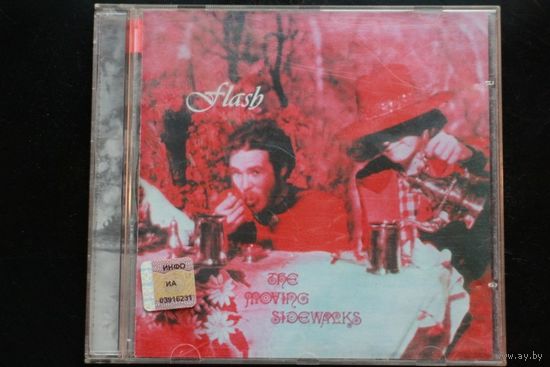 Flash
THE
MOVING
SIDEWALKS
ИНФО
ИА
03916231
www.ay.by